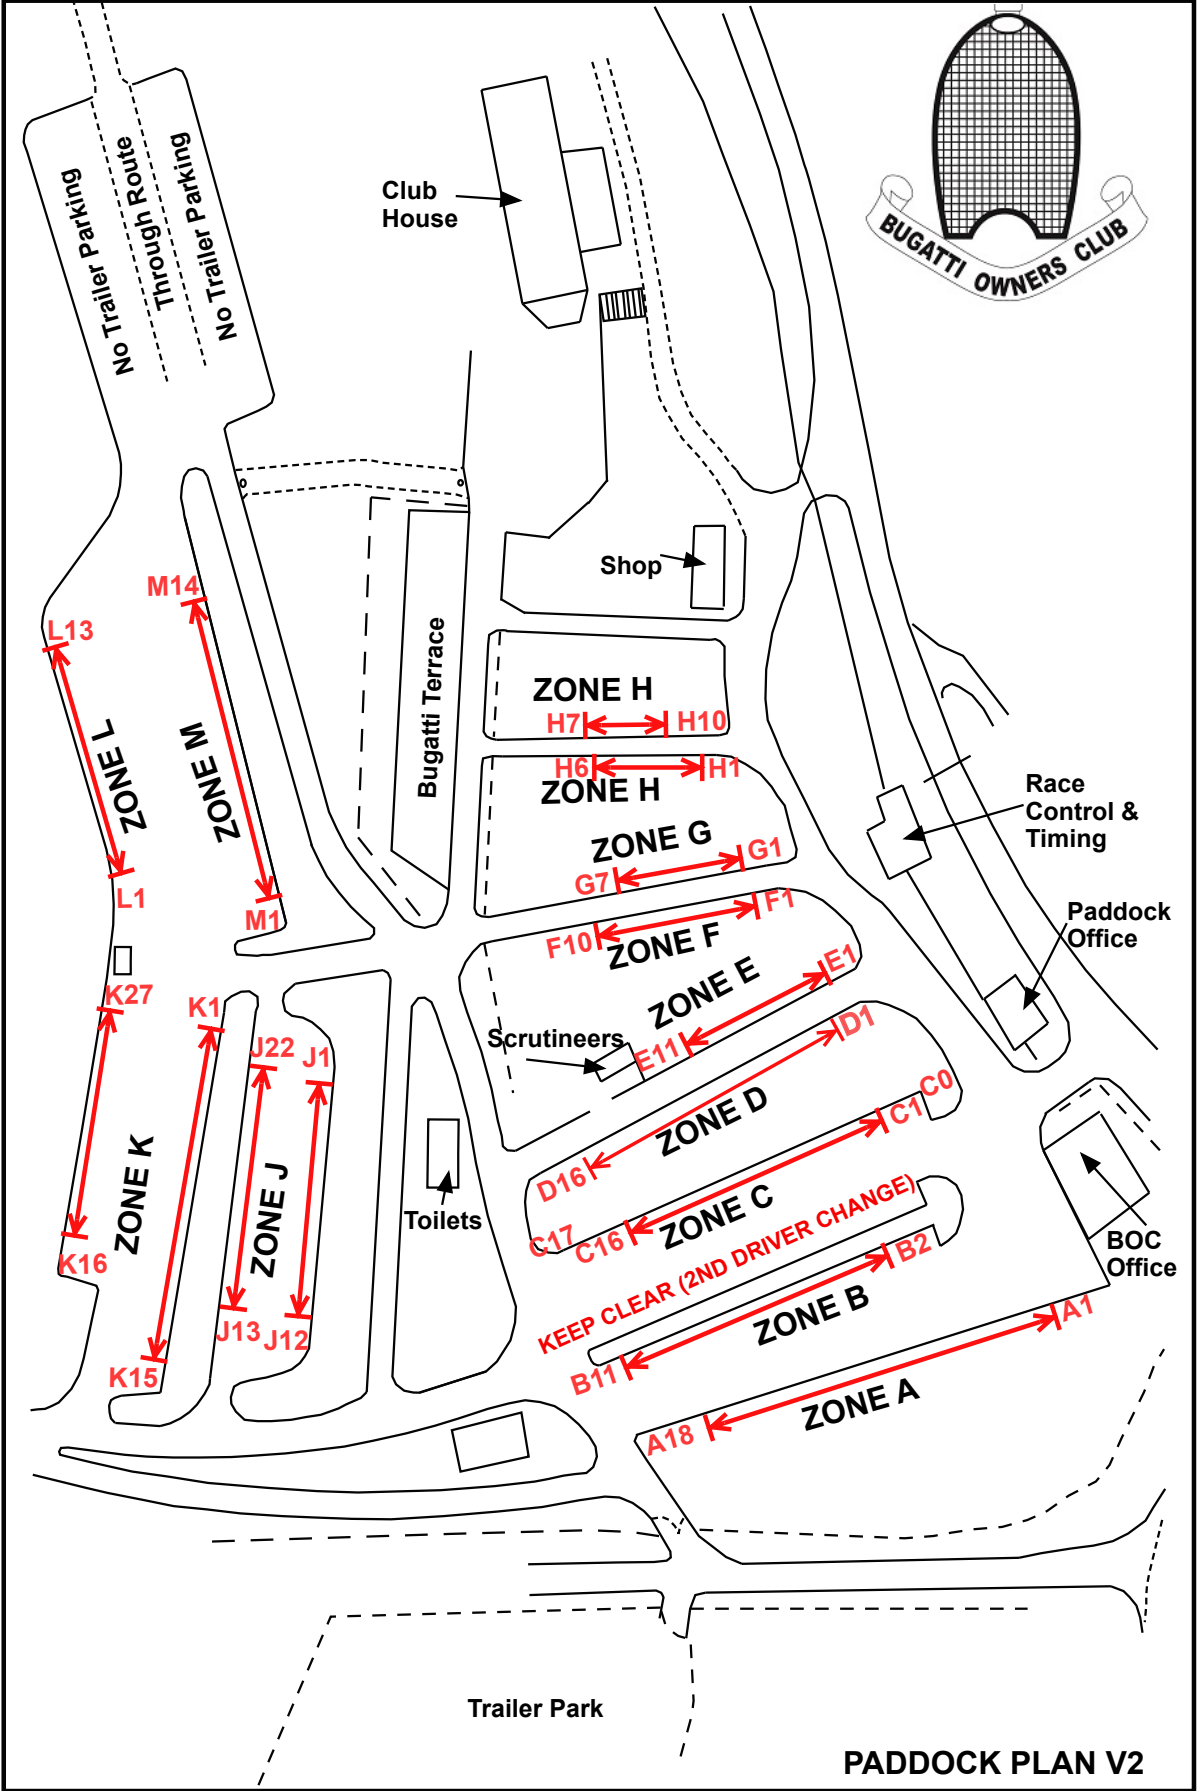 BUGATTI OWNERS CLUB
No Trailer Parking
Through Route
No Trailer Parking
Club
House
Shop
M14
L13
ZONE L
ZONE M
Bugatti Terrace
ZONE H
H7
H10
H6
H1
ZONE H
ZONE G
G1
G7
Race
Control &
Timing
L1
M1
F1
F10
ZONE F
Paddock
Office
ZONE E
E1
K27
K1
Scrutineers
E11
D1
J22
J1
ZONE D
C1
C0
D16
ZONE K
ZONE J
Toilets
C17
C16
ZONE C
KEEP CLEAR (2ND DRIVER CHANGE)
B2
BOC
Office
K16
ZONE B
A1
J13
J12
B11
K15
ZONE A
A18
Trailer Park
PADDOCK PLAN V2